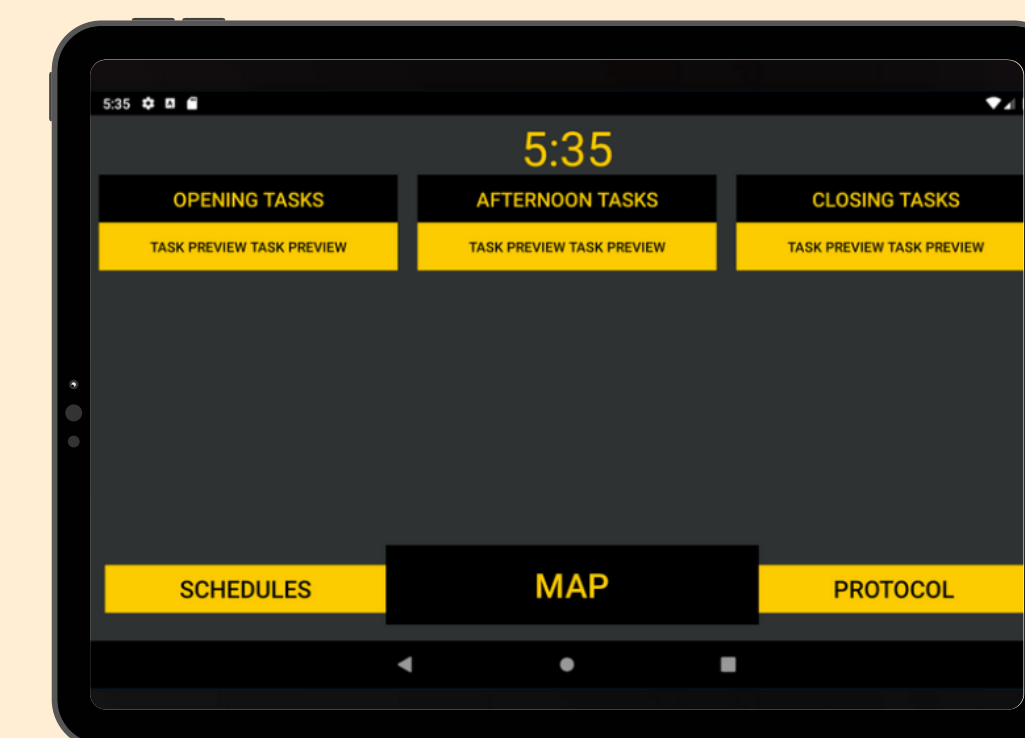 5:35
5:35
OPENING TASKS
AFTERNOON TASKS
CLOSING TASKS
TASK PREVIEW TASK PREVIEW
TASK PREVIEW TASK PREVIEW
TASK PREVIEW TASK PREVIEW
SCHEDULES
MAP
PROTOCOL